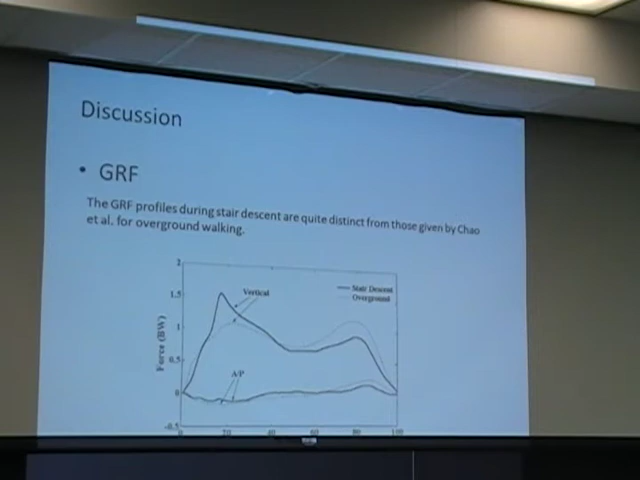 Discussion
• GRF
The GRF profiles during stair descent are quite distinct from those given by Chao
et al. for overground walking.
2
1.5
1
0.5
0
-0.5
Force (BW)
Vertical
Stair Descent
Overground
A/P
0 20 40 60 80 100